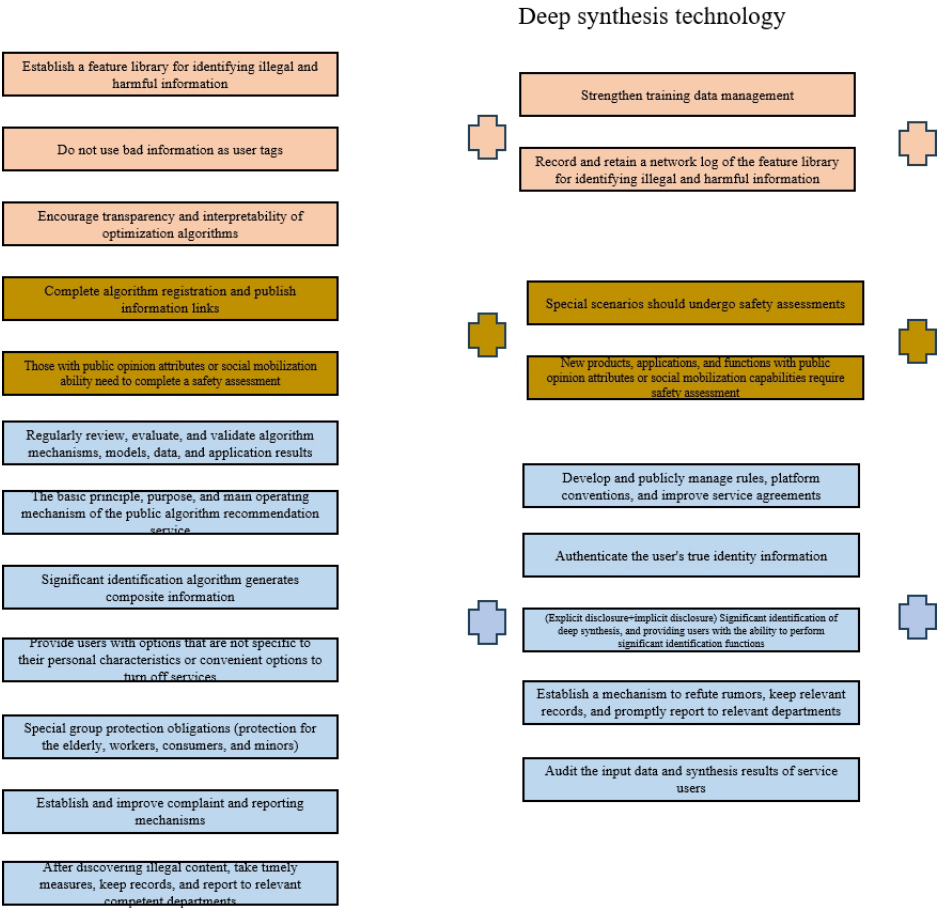 Deep synthesis technology
Establish a feature library for identifying illegal and
harmful information
Do not use bad information as user tags
Encourage transparency and interpretability of
optimization algorithms
Complete algorithm registration and publish
information links
Those with public opinion attributes or social mobilization
ability need to complete a safety assessment
Regularly review, evaluate, and validate algorithm
mechanisms, models, data, and application results
The basic principle, purpose, and main operating
mechanism of the public algorithm recommendation
service
Significant identification algorithm generates
composite information
Provide users with options that are not specific to
their personal characteristics or convenient options to
turn off services
Special group protection obligations (protection for
the elderly, workers, consumers, and minors)
Establish and improve complaint and reporting
mechanisms
After discovering illegal content, take timely
measures, keep records, and report to relevant
competent departments
Strengthen training data management
Record and retain a network log of the feature library
for identifying illegal and harmful information
Special scenarios should undergo safety assessments
New products, applications, and functions with public
opinion attributes or social mobilization capabilities require
safety assessment
Develop and publicly manage rules, platform
conventions, and improve service agreements
Authenticate the user's true identity information
(Explicit disclosure+implicit disclosure) Significant identification of
deep synthesis, and providing users with the ability to perform
significant identification functions
Establish a mechanism to refute rumors, keep relevant
records, and promptly report to relevant departments
Audit the input data and synthesis results of service
users